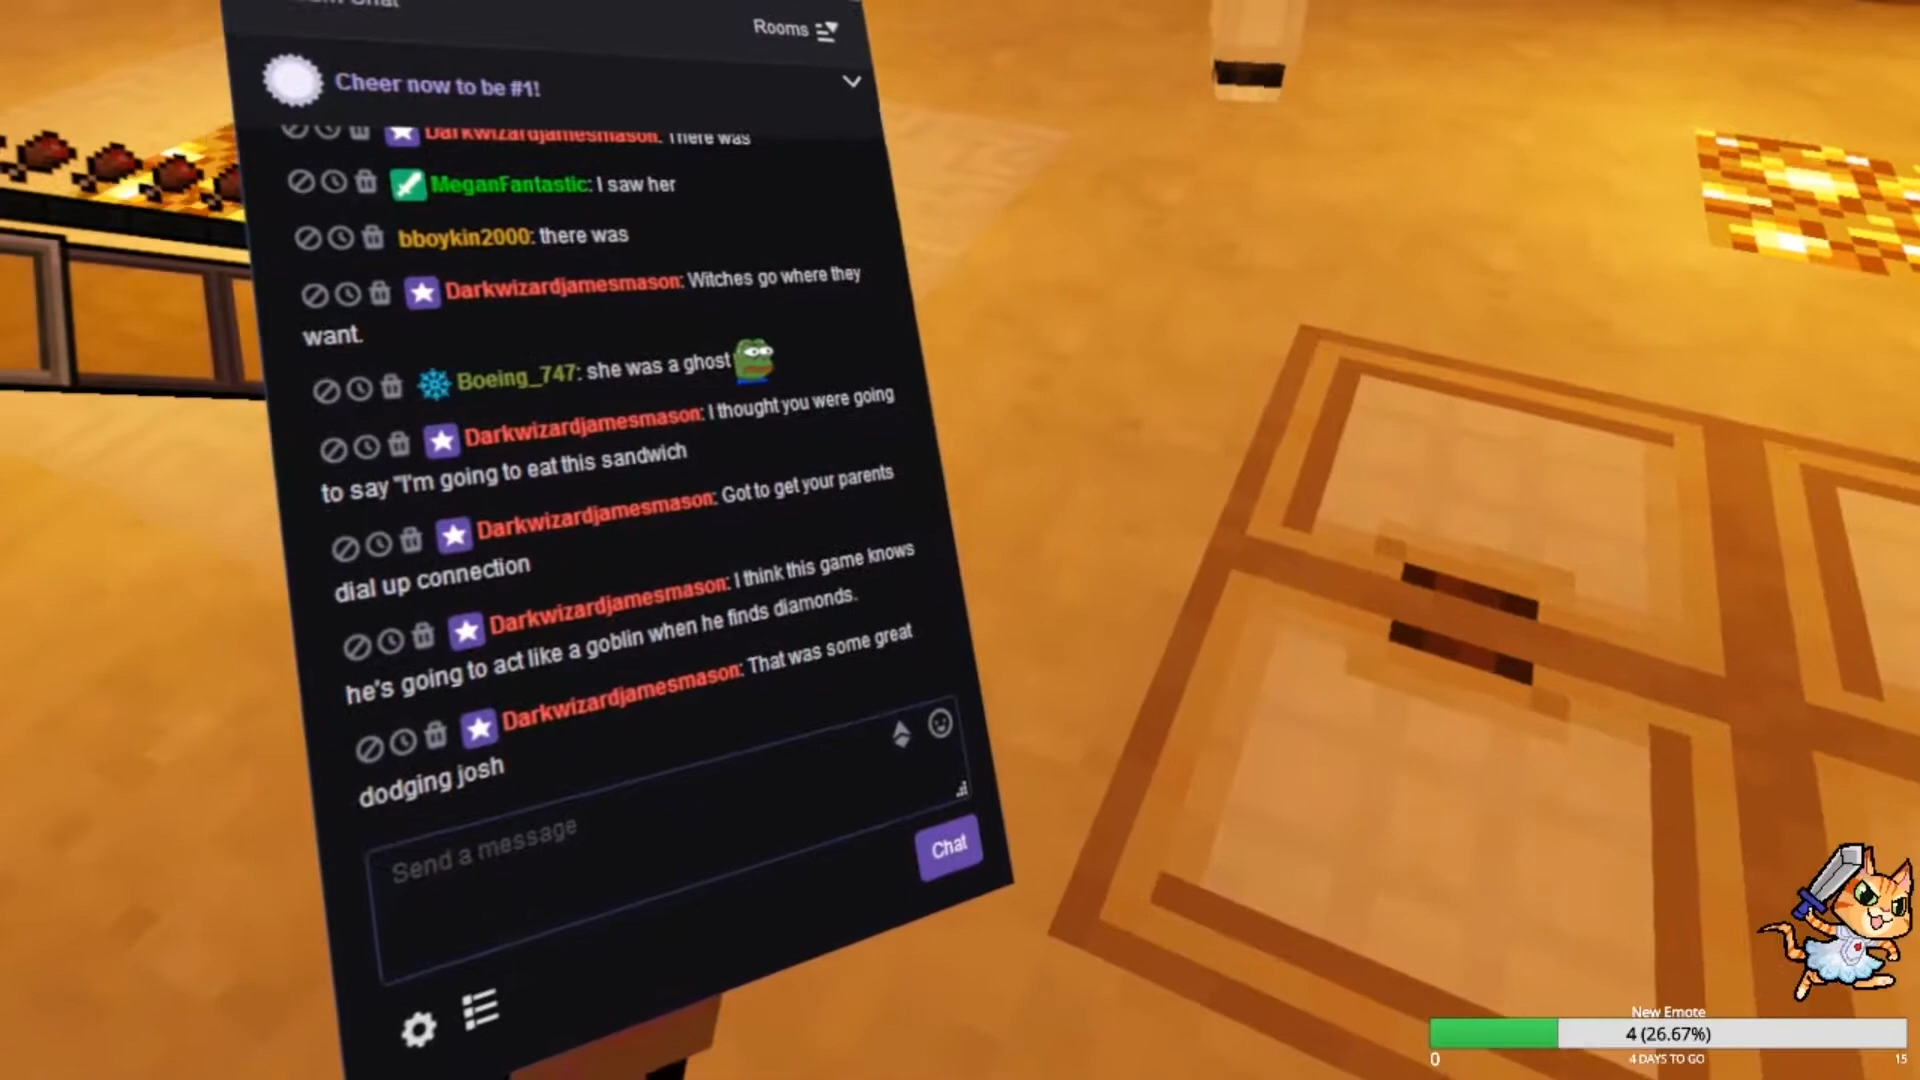 Chat
Rooms
Cheer now to be #1!
Darkwizardjamesmason: There was
MeganFantastic: I saw her
bboykin2000: there was
Darkwizardjamesmason: Witches go where they
want.
Boeing_747: she was a ghost
Darkwizardjamesmason: I thought you were going
to say "I'm going to eat this sandwich
Darkwizardjamesmason: Got to get your parents
dial up connection
Darkwizardjamesmason: I think this game knows
he's going to act like a goblin when he finds diamonds.
Darkwizardjamesmason: That was some great
dodging josh
Send a message
Chat
New Emote
4 (26.67%)
0
4 DAYS TO GO
15